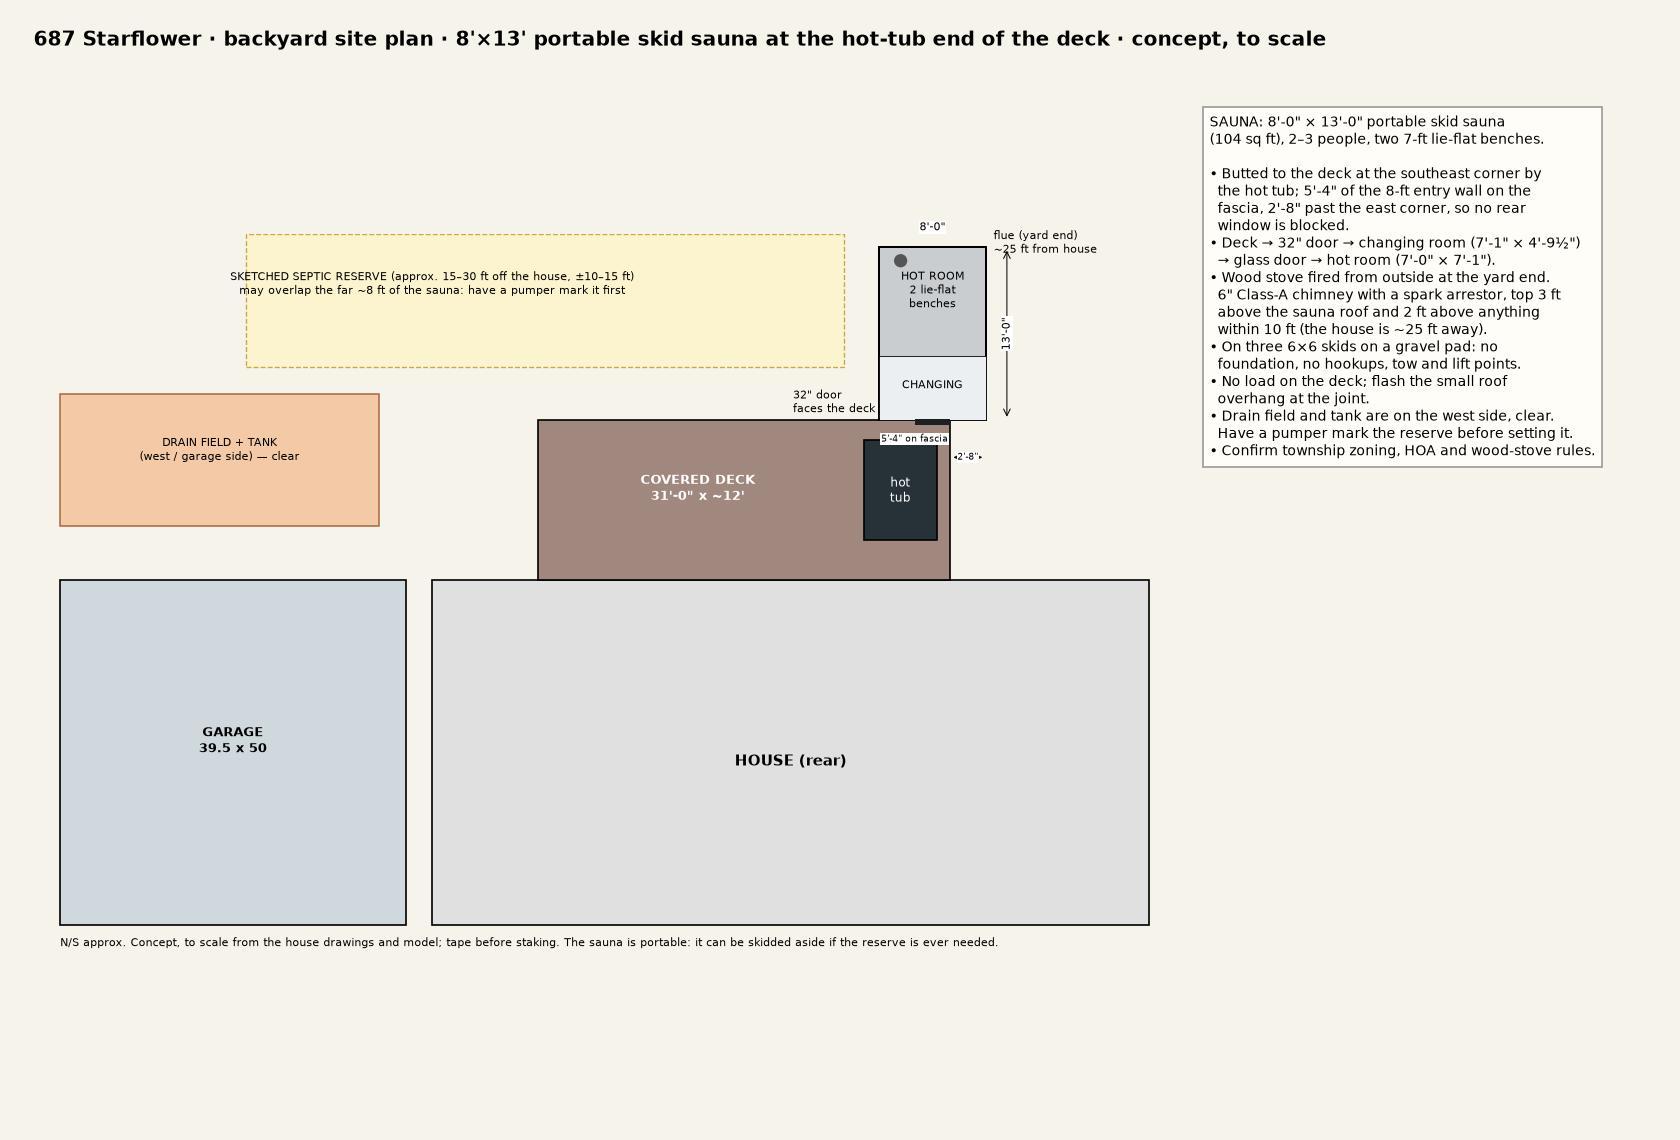 687 Starflower · backyard site plan · 8'×13' portable skid sauna at the hot-tub end of the deck · concept, to scale
SAUNA: 8'-0" × 13'-0" portable skid sauna
(104 sq ft), 2–3 people, two 7-ft lie-flat benches.
• Butted to the deck at the southeast corner by
the hot tub; 5'-4" of the 8-ft entry wall on the
fascia, 2'-8" past the east corner, so no rear
window is blocked.
• Deck → 32" door → changing room (7'-1" × 4'-9½")
→ glass door → hot room (7'-0" × 7'-1").
• Wood stove fired from outside at the yard end.
6" Class-A chimney with a spark arrestor, top 3 ft
above the sauna roof and 2 ft above anything
within 10 ft (the house is ~25 ft away).
• On three 6×6 skids on a gravel pad: no
foundation, no hookups, tow and lift points.
• No load on the deck; flash the small roof
overhang at the joint.
• Drain field and tank are on the west side, clear.
Have a pumper mark the reserve before setting it.
• Confirm township zoning, HOA and wood-stove rules.
8'-0"
flue (yard end)
~25 ft from house
SKETCHED SEPTIC RESERVE (approx. 15–30 ft off the house, ±10–15 ft)
may overlap the far ~8 ft of the sauna: have a pumper mark it first
HOT ROOM
2 lie-flat
benches
13'-0"
CHANGING
32" door
faces the deck
5'-4" on fascia
2'-8"
DRAIN FIELD + TANK
(west / garage side) — clear
COVERED DECK
31'-0" x ~12'
hot
tub
GARAGE
39.5 x 50
HOUSE (rear)
N/S approx. Concept, to scale from the house drawings and model; tape before staking. The sauna is portable: it can be skidded aside if the reserve is ever needed.